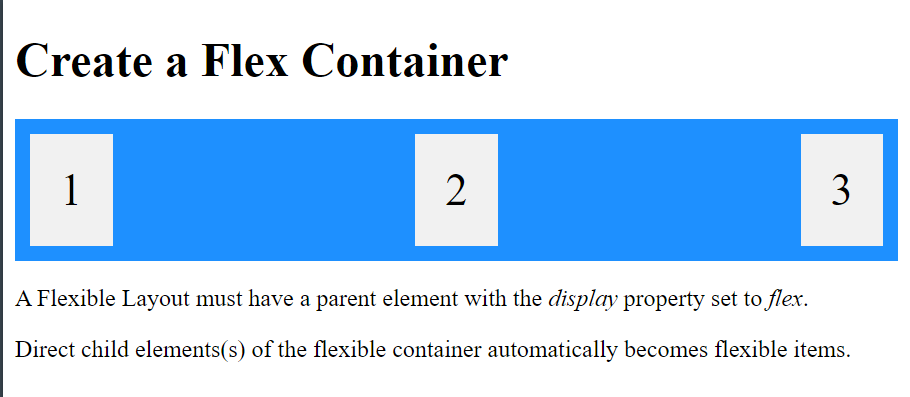 Create a Flex Container
1 2 3
A Flexible Layout must have a parent element with the display property set to flex.
Direct child elements(s) of the flexible container automatically becomes flexible items.